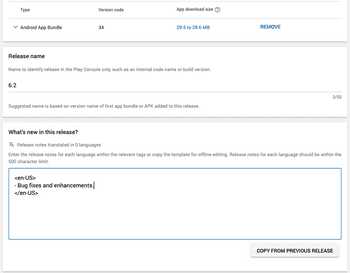 Type Version code App download size
Android App Bundle 34 29.5 to 29.6 MB REMOVE
Release name
Name to identify release in the Play Console only, such as an internal code name or build version.
6.2
3/50
Suggested name is based on version name of first app bundle or APK added to this release.
What's new in this release?
Release notes translated in 0 languages
Enter the release notes for each language within the relevant tags or copy the template for offline editing. Release notes for each language should be within the
500 character limit.
<en-US>
- Bug fixes and enhancements.
</en-US>
COPY FROM PREVIOUS RELEASE